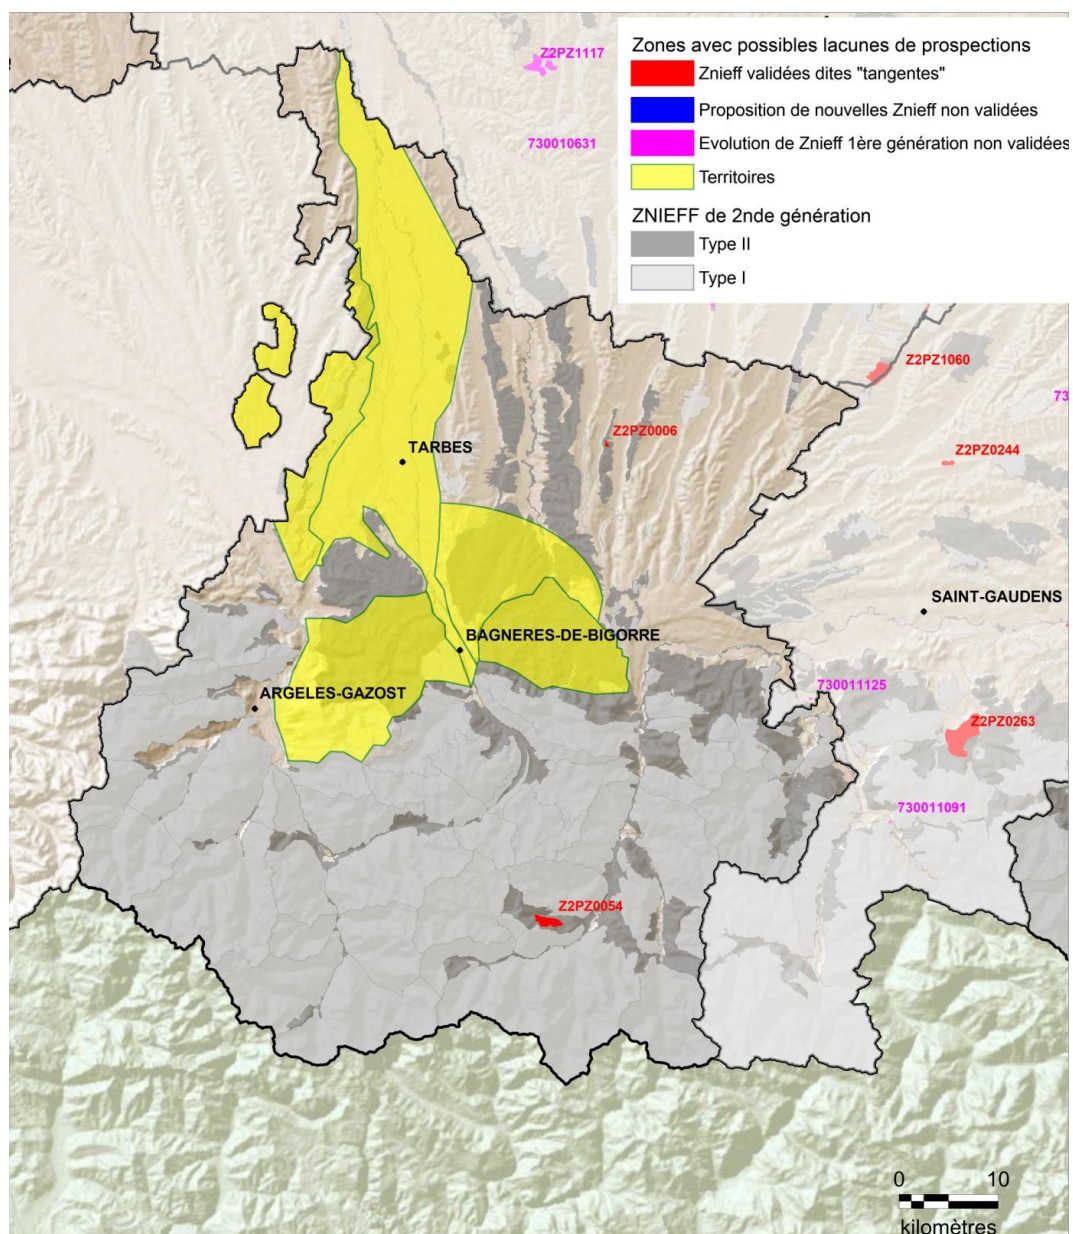 Zones avec possibles lacunes de prospections
Znieff validées dites "tangentes"
Proposition de nouvelles Znieff non validées
Evolution de Znieff 1ère génération non validées
Territoires
ZNIEFF de 2nde génération
Type II
Type I
Z2PZ1117
730010631
Z2PZ1060
73
Z2PZ0006
TARBES
Z2PZ0244
SAINT-GAUDENS
BAGNERES-DE-BIGORRE
ARGELES-GAZOST
730011125
Z2PZ0263
730011091
Z2PZ0054
0 10
kilomètres